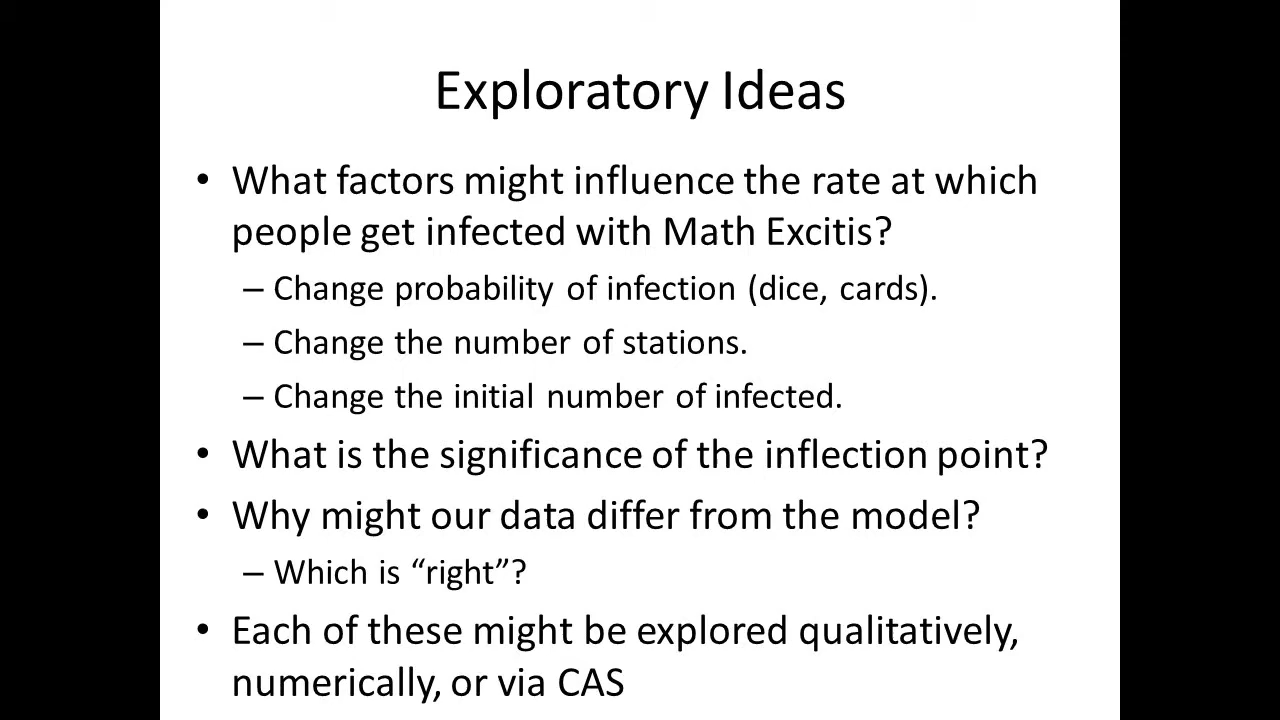 Exploratory Ideas
• What factors might influence the rate at which
people get infected with Math Excitis?
– Change probability of infection (dice, cards).
– Change the number of stations.
– Change the initial number of infected.
• What is the significance of the inflection point?
• Why might our data differ from the model?
– Which is “right”?
• Each of these might be explored qualitatively,
numerically, or via CAS